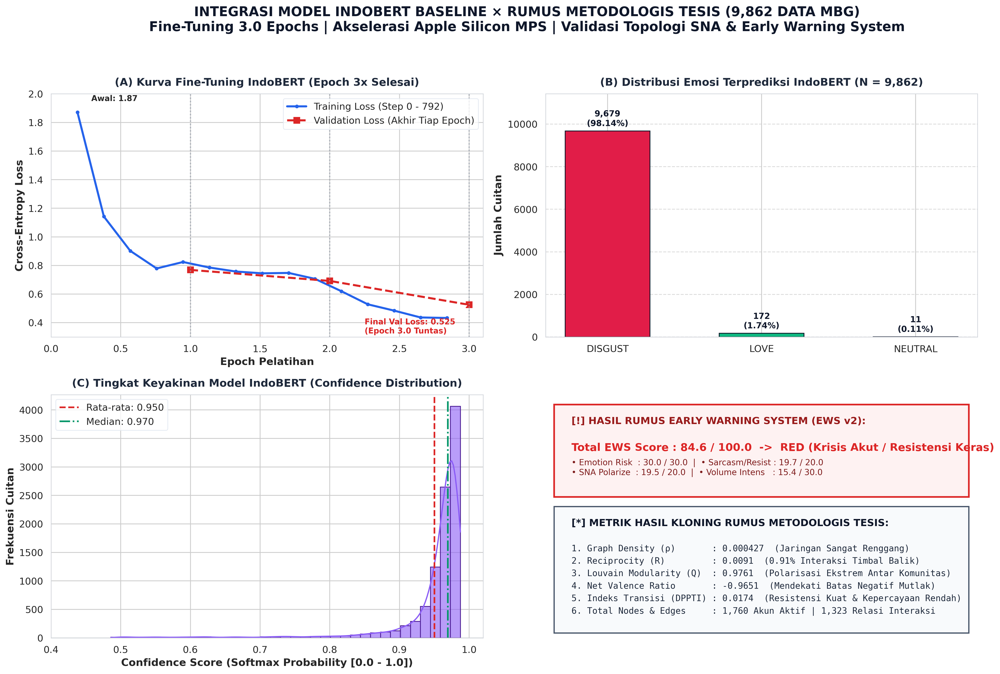 INTEGRASI MODEL INDOBERT BASELINE × RUMUS METODOLOGIS TESIS (9,862 DATA MBG)
Fine-Tuning 3.0 Epochs | Akselerasi Apple Silicon MPS | Validasi Topologi SNA & Early Warning System
(A) Kurva Fine-Tuning IndoBERT (Epoch 3x Selesai)
Cross-Entropy Loss
2.0
1.8
1.6
1.4
1.2
1.0
0.8
0.6
0.4
Awal: 1.87
Training Loss (Step 0 - 792)
Validation Loss (Akhir Tiap Epoch)
Final Val Loss: 0.525
(Epoch 3.0 Tuntas)
0.0
0.5
1.0
1.5
2.0
2.5
3.0
Epoch Pelatihan
(B) Distribusi Emosi Terprediksi IndoBERT (N = 9,862)
Jumlah Cuitan
10000
8000
6000
4000
2000
0
9,679
(98.14%)
172
(1.74%)
11
(0.11%)
DISGUST
LOVE
NEUTRAL
(C) Tingkat Keyakinan Model IndoBERT (Confidence Distribution)
Frekuensi Cuitan
4000
3500
3000
2500
2000
1500
1000
500
0
Rata-rata: 0.950
Median: 0.970
0.4
0.5
0.6
0.7
0.8
0.9
1.0
Confidence Score (Softmax Probability [0.0 - 1.0])
[!] HASIL RUMUS EARLY WARNING SYSTEM (EWS v2):
Total EWS Score : 84.6 / 100.0 -> RED (Krisis Akut / Resistensi Keras)
• Emotion Risk : 30.0 / 30.0 | • Sarcasm/Resist : 19.7 / 20.0
• SNA Polarize : 19.5 / 20.0 | • Volume Intens : 15.4 / 30.0
[*] METRIK HASIL KLONING RUMUS METODOLOGIS TESIS:
1. Graph Density (ρ) : 0.000427 (Jaringan Sangat Renggang)
2. Reciprocity (R) : 0.0091 (0.91% Interaksi Timbal Balik)
3. Louvain Modularity (Q) : 0.9761 (Polarisasi Ekstrem Antar Komunitas)
4. Net Valence Ratio : -0.9651 (Mendekati Batas Negatif Mutlak)
5. Indeks Transisi (DPPTI) : 0.0174 (Resistensi Kuat & Kepercayaan Rendah)
6. Total Nodes & Edges : 1,760 Akun Aktif | 1,323 Relasi Interaksi